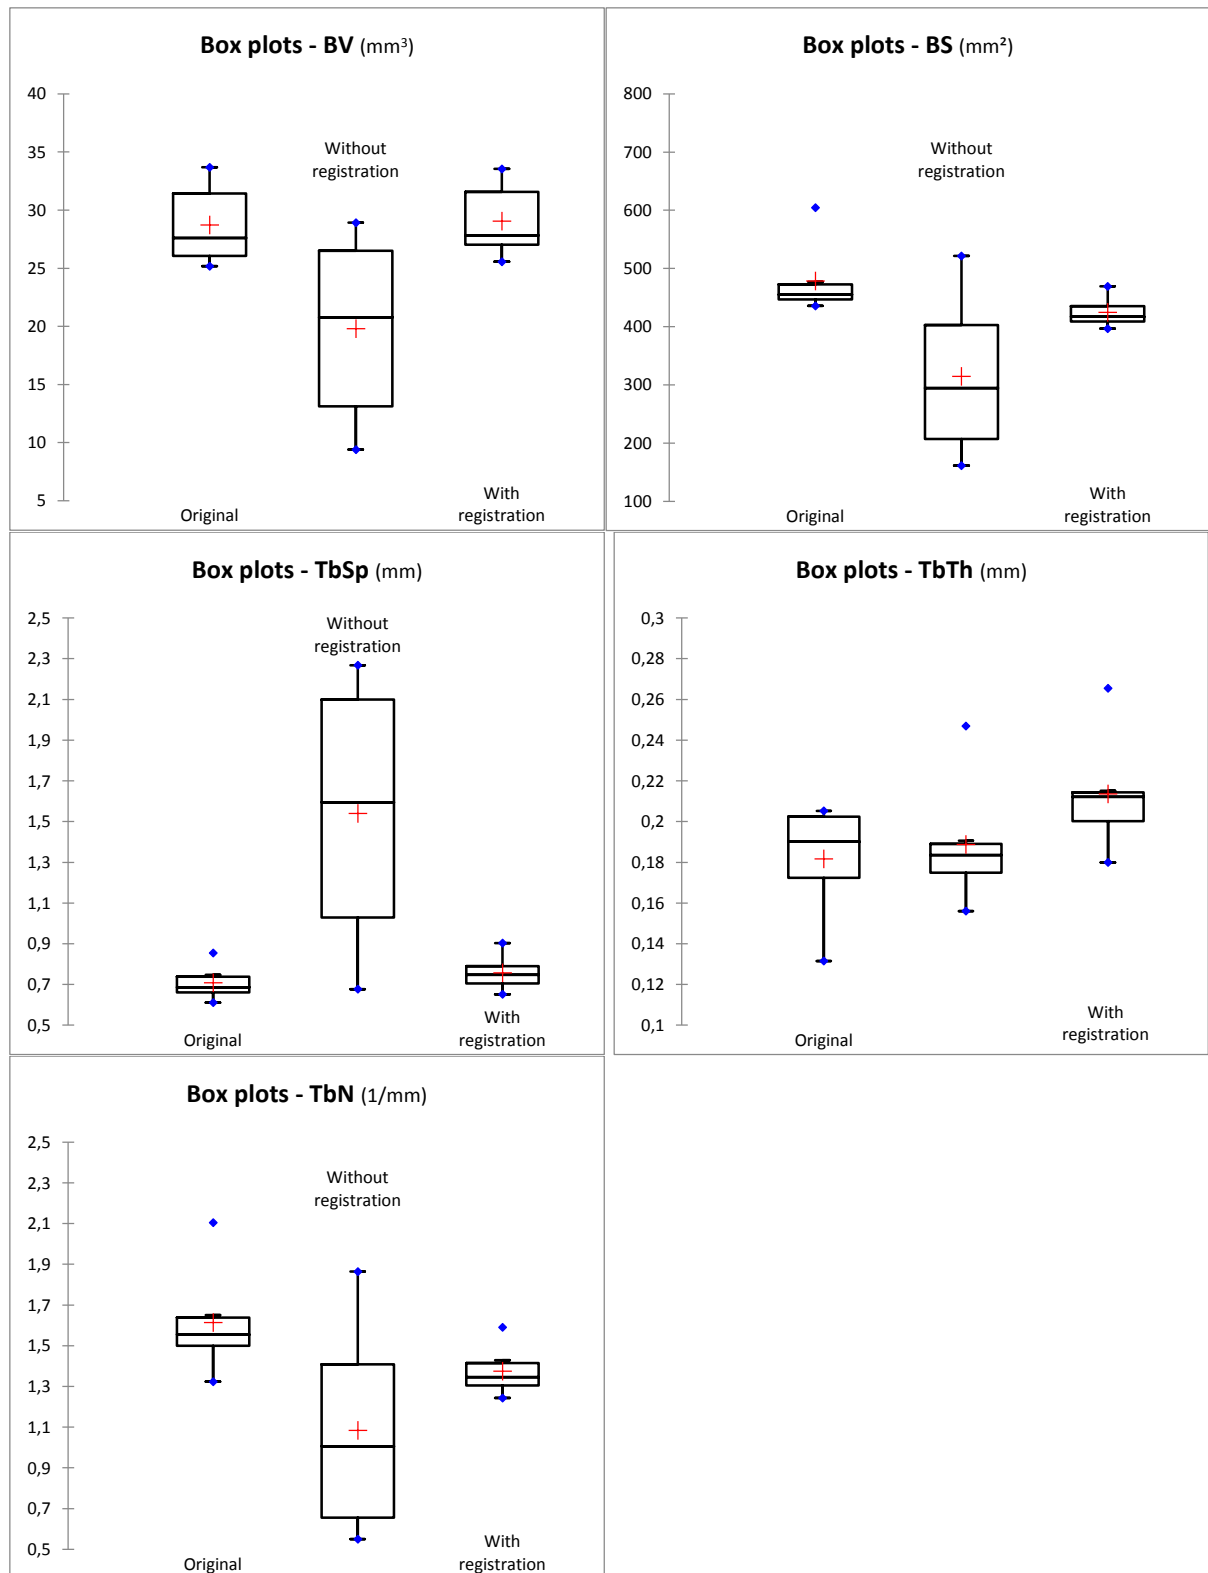 Box plots - BV (mm³)
40
35
30
25
20
15
10
5
Without
registration
Original
With
registration
Box plots - BS (mm²)
800
700
600
500
400
300
200
100
Without
registration
Original
With
registration
Box plots - TbSp (mm)
2,5
2,3
2,1
1,9
1,7
1,5
1,3
1,1
0,9
0,7
0,5
Without
registration
Original
With
registration
Box plots - TbTh (mm)
0,3
0,28
0,26
0,24
0,22
0,2
0,18
0,16
0,14
0,12
0,1
Original
With
registration
Box plots - TbN (1/mm)
2,5
2,3
2,1
1,9
1,7
1,5
1,3
1,1
0,9
0,7
0,5
Without
registration
Original
With
registration